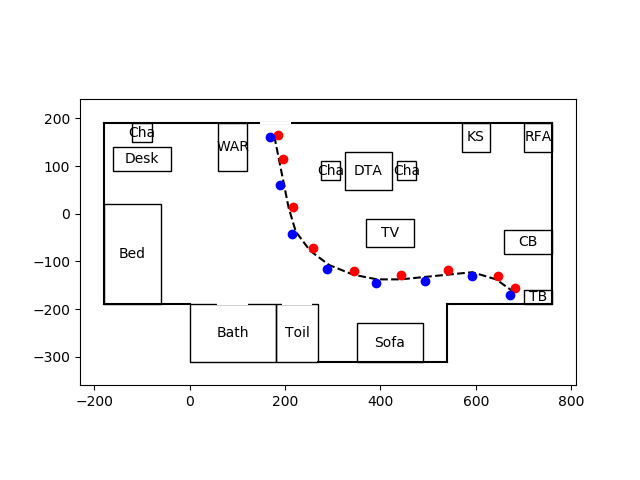 200
100
0
−100
−200
−300
−200
0
200
400
600
800
Cha
Desk
WAR
Cha
DTA
Cha
KS
RFA
Bed
TV
CB
TB
Bath
Toil
Sofa